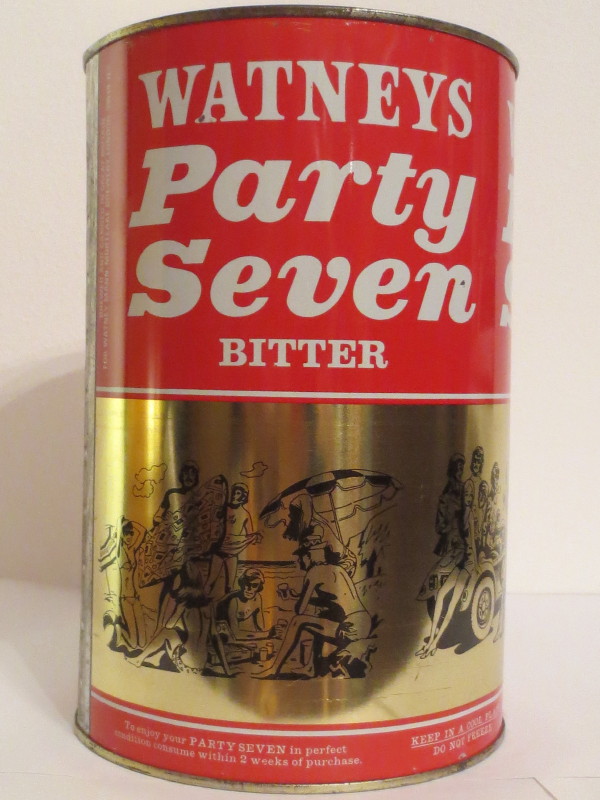 WATNEYS
Party
Seven
BITTER
To enjoy your PARTY SEVEN in perfect
condition consume within 2 weeks of purchase.
KEEP IN A COOL
DO NOT FREEZE